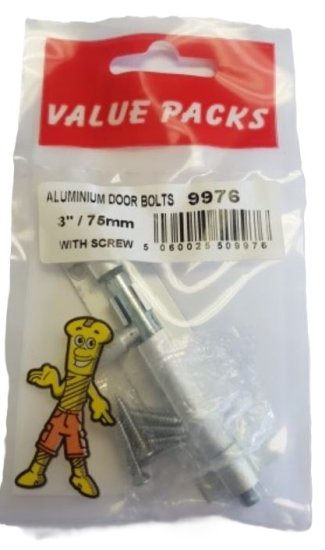 VALUE PACKS
ALUMINIUM DOOR BOLTS 9976
3" / 75mm
WITH SCREW 5 060025 509976